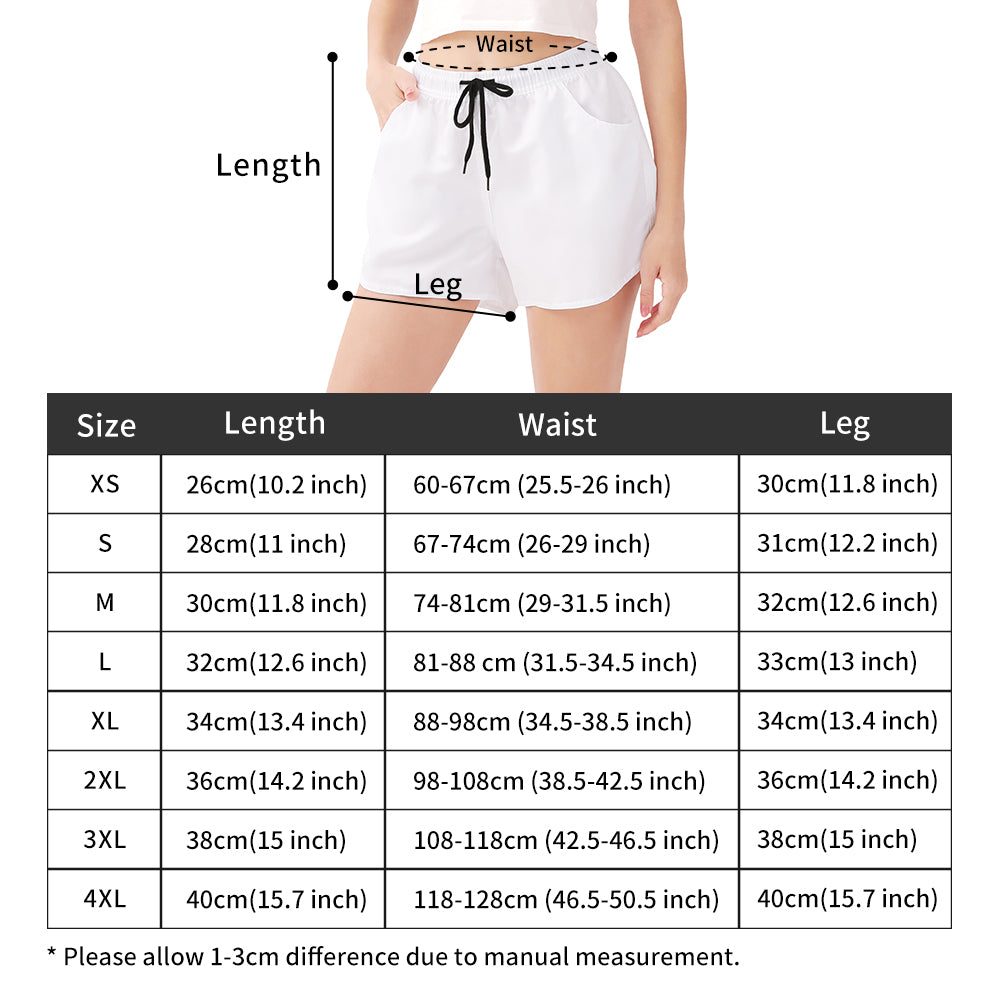 Waist
Length
Leg
Size Length Waist Leg
XS 26cm(10.2 inch) 60-67cm (25.5-26 inch) 30cm(11.8 inch)
S 28cm(11 inch) 67-74cm (26-29 inch) 31cm(12.2 inch)
M 30cm(11.8 inch) 74-81cm (29-31.5 inch) 32cm(12.6 inch)
L 32cm(12.6 inch) 81-88 cm (31.5-34.5 inch) 33cm(13 inch)
XL 34cm(13.4 inch) 88-98cm (34.5-38.5 inch) 34cm(13.4 inch)
2XL 36cm(14.2 inch) 98-108cm (38.5-42.5 inch) 36cm(14.2 inch)
3XL 38cm(15 inch) 108-118cm (42.5-46.5 inch) 38cm(15 inch)
4XL 40cm(15.7 inch) 118-128cm (46.5-50.5 inch) 40cm(15.7 inch)
* Please allow 1-3cm difference due to manual measurement.